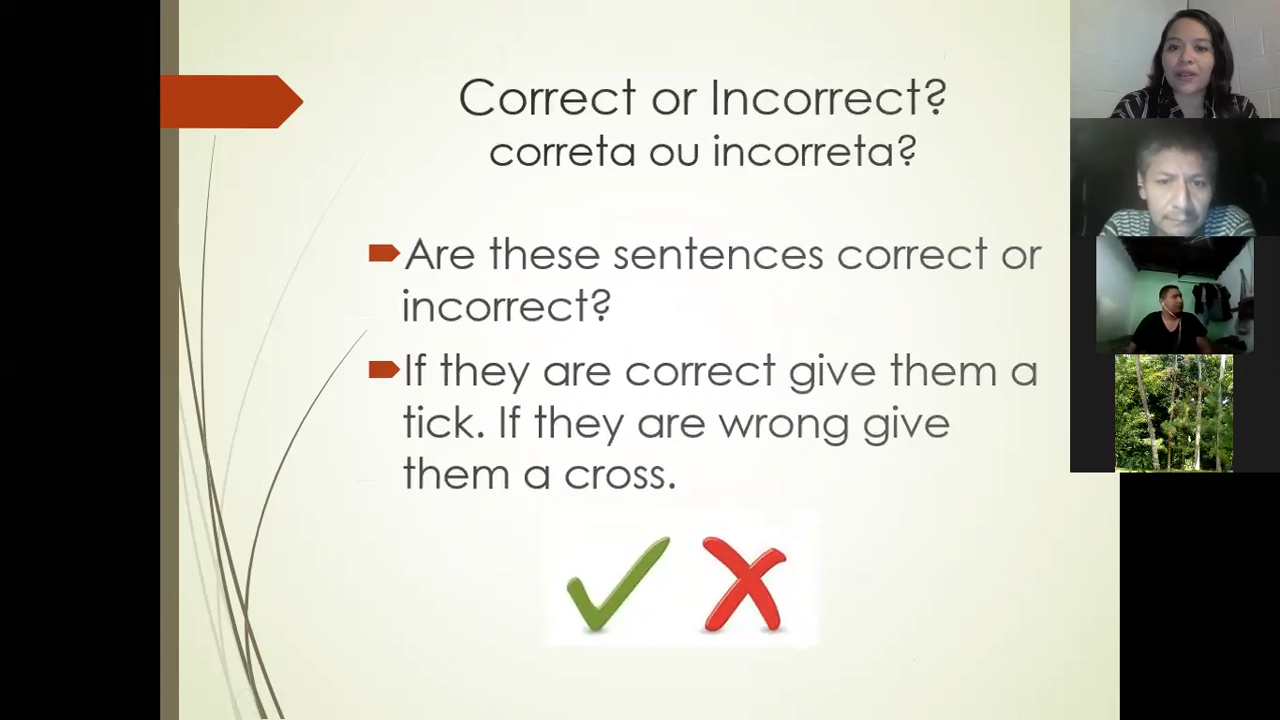 Correct or Incorrect?
correta ou incorreta?
Are these sentences correct or
incorrect?
If they are correct give them a
tick. If they are wrong give
them a cross.